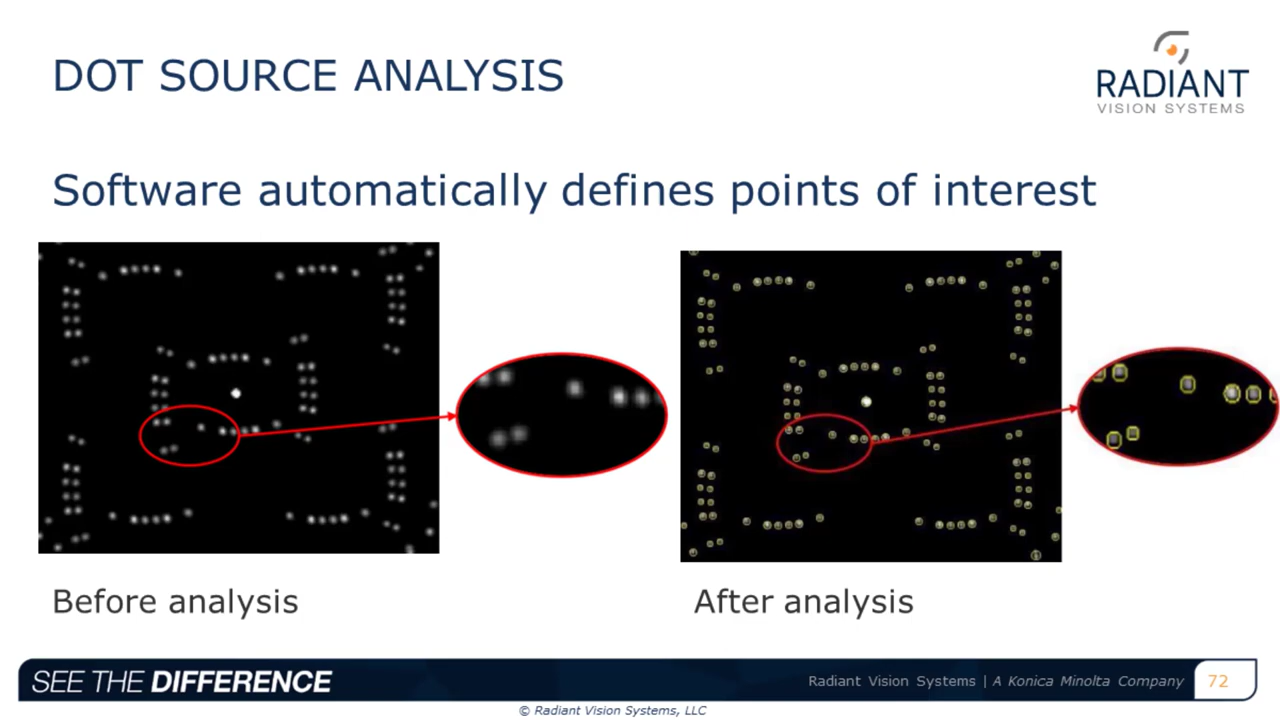 DOT SOURCE ANALYSIS
RADIANT
VISION SYSTEMS
Software automatically defines points of interest
Before analysis
After analysis
SEE THE DIFFERENCE
Radiant Vision Systems | A Konica Minolta Company
72
© Radiant Vision Systems, LLC